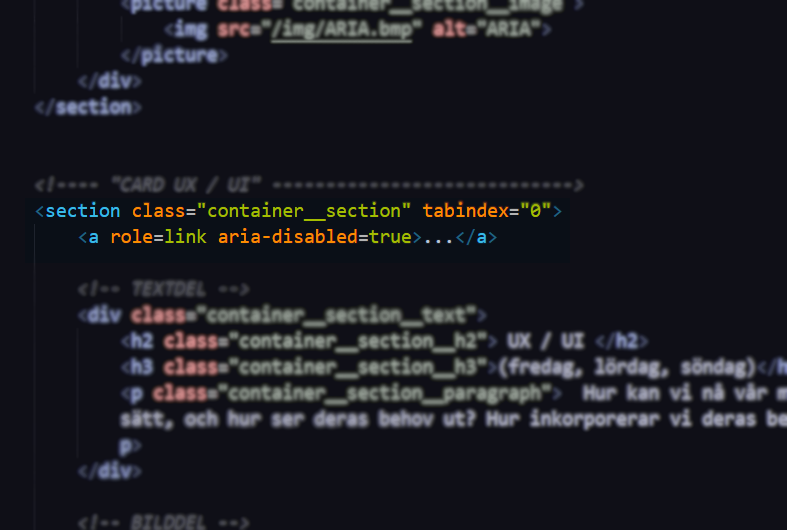 <picture class="container__section__image">
<img src="/img/ARIA.bmp" alt="ARIA">
</picture>
</div>
</section>
<!---- "CARD UX / UI" ---------------------------->
<section class="container__section" tabindex="0">
<a role=link aria-disabled=true>...</a>
<!-- TEXTDEL -->
<div class="container__section__text">
<h2 class="container__section__h2"> UX / UI </h2>
<h3 class="container__section__h3">(fredag, lördag, söndag)</h
<p class="container__section__paragraph">  Hur kan vi nå vår
sätt, och hur ser deras behov ut? Hur inkorporerar vi deras be
p>
</div>
<!-- BILDDEL -->